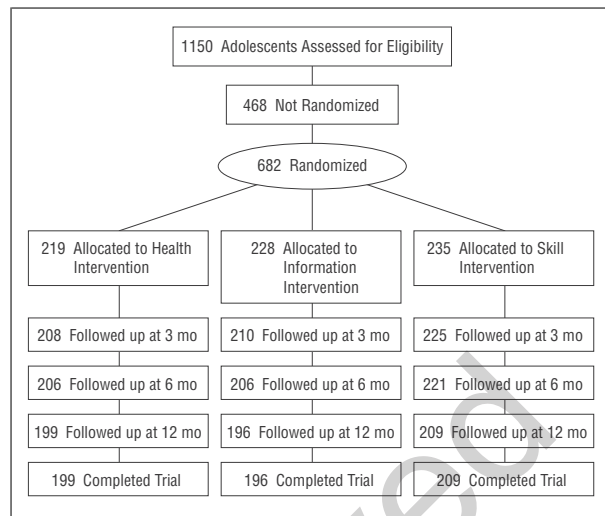 1150 Adolescents Assessed for Eligibility
468 Not Randomized
682 Randomized
219 Allocated to Health
Intervention
228 Allocated to
Information
Intervention
235 Allocated to Skill
Intervention
208 Followed up at 3 mo
210 Followed up at 3 mo
225 Followed up at 3 mo
206 Followed up at 6 mo
206 Followed up at 6 mo
221 Followed up at 6 mo
199 Followed up at 12 mo
196 Followed up at 12 mo
209 Followed up at 12 mo
199 Completed Trial
196 Completed Trial
209 Completed Trial